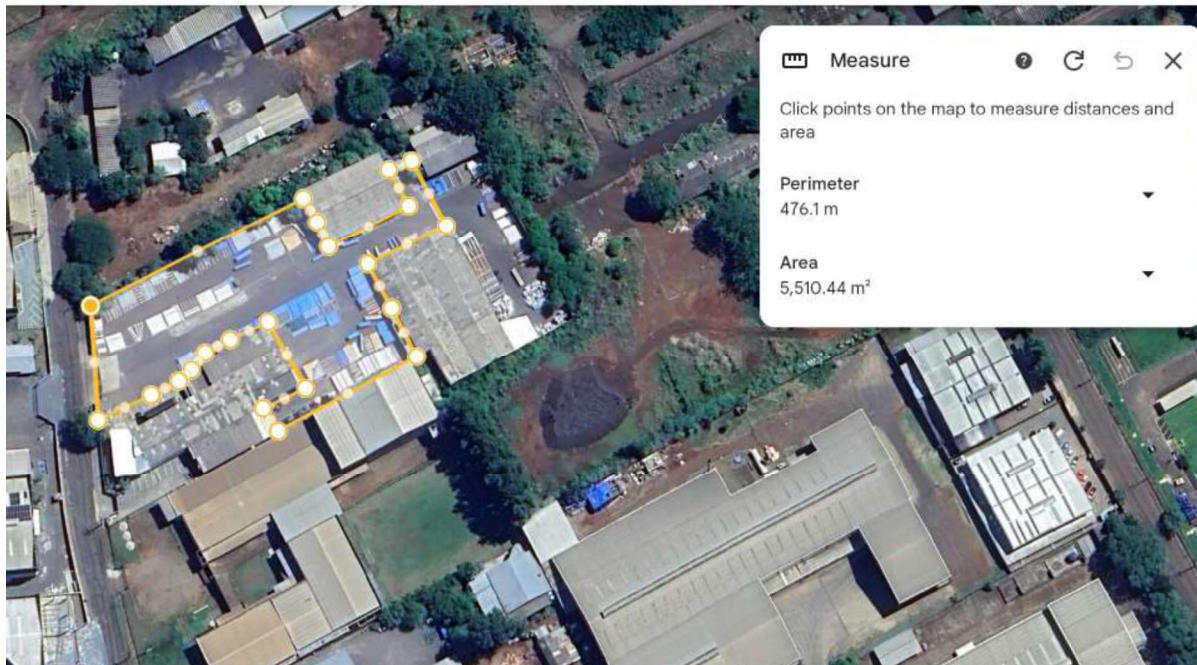 Measure
Click points on the map to measure distances and
area
Perimeter
476.1 m
Area
5,510.44 m²